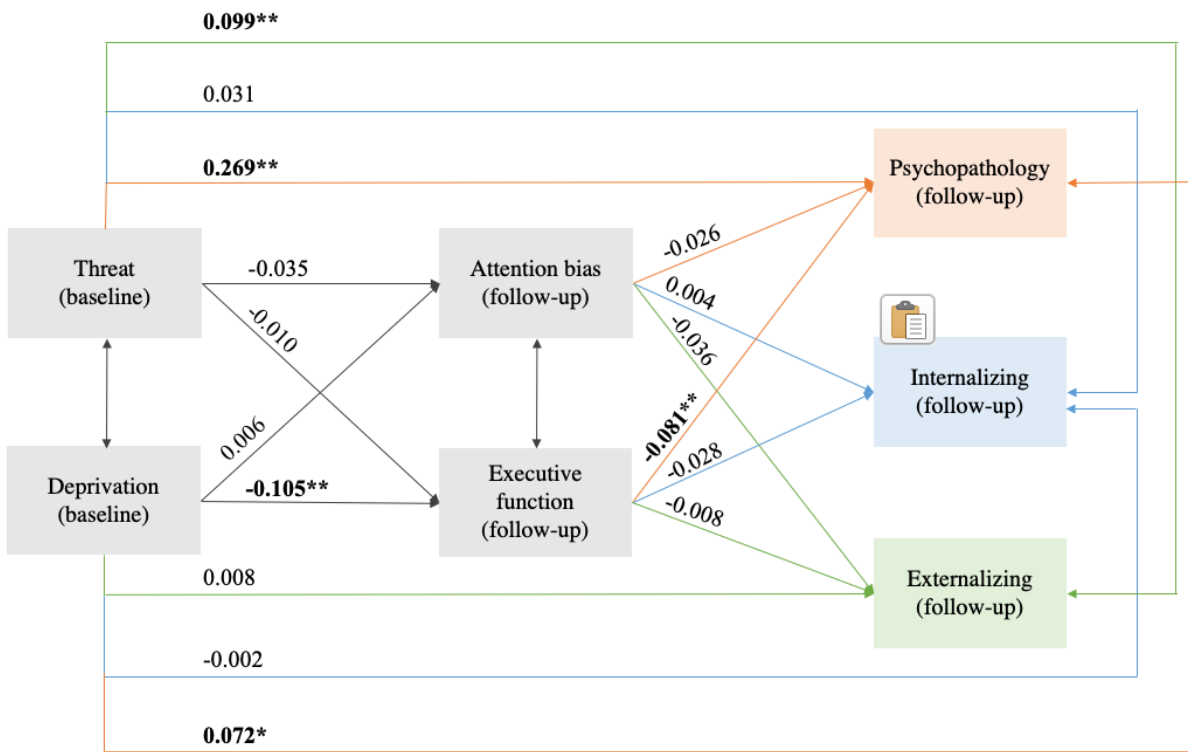 0.099**
0.031
0.269**
Psychopathology
(follow-up)
Threat
(baseline)
-0.035
Attention bias
(follow-up)
-0.026
0.004
-0.010
-0.036
Internalizing
(follow-up)
0.006
-0.081**
Deprivation
(baseline)
-0.105**
Executive
function
(follow-up)
-0.028
-0.008
0.008
Externalizing
(follow-up)
-0.002
0.072*